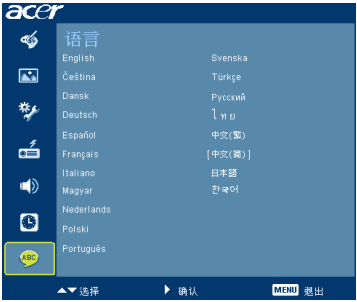 acer
语言
English
Čeština
Dansk
Deutsch
Español
Français
Italiano
Magyar
Nederlands
Polski
Português
Svenska
Türkçe
Русский
ไทย
中文(繁)
[中文(简)]
日本語
한국어
ABC
选择
确认
MENU 退出